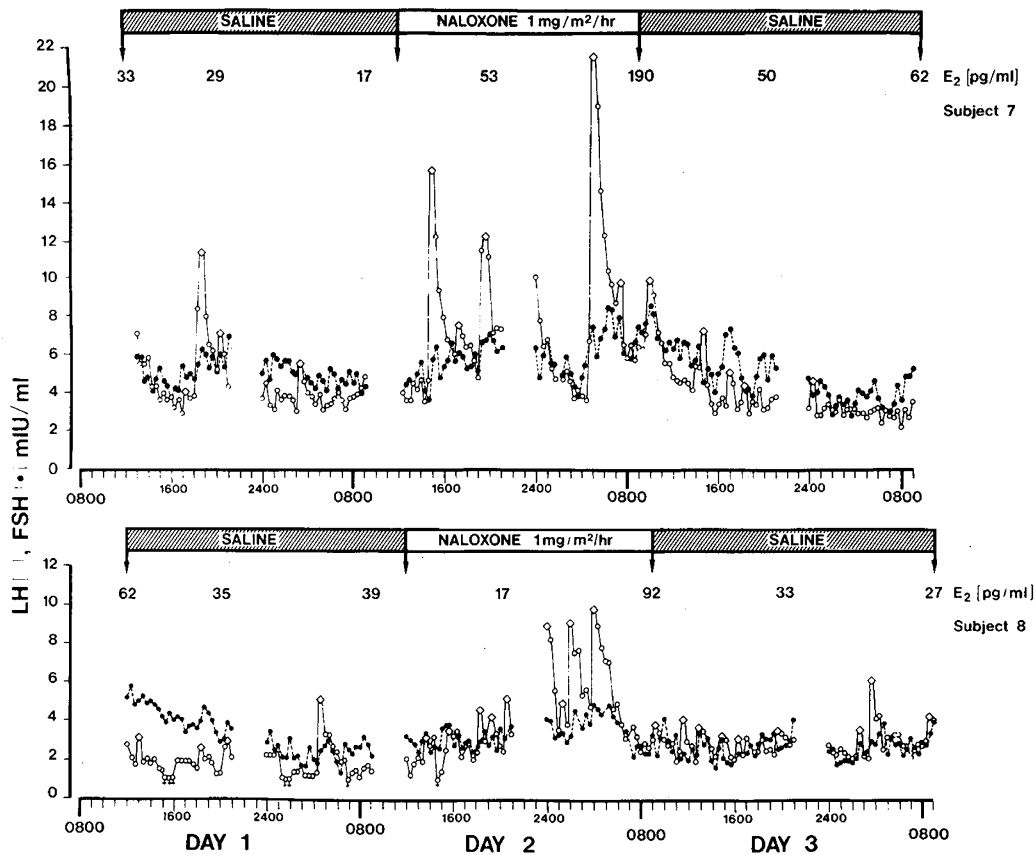 SALINE NALOXONE 1 mg/m²/hr SALINE
33 29 17 53 190 50 62 E₂ [pg/ml]
Subject 7
22
20
18
16
14
12
10
8
6
4
2
0
0800 1600 2400 0800 1600 2400 0800 1600 2400 0800
LH , FSH mIU/ml
SALINE NALOXONE 1mg/m²/hr SALINE
62 35 39 17 92 33 27 E₂ [pg/ml]
Subject 8
12
10
8
6
4
2
0
0800 1600 2400 0800 1600 2400 0800 1600 2400 0800
DAY 1 DAY 2 DAY 3